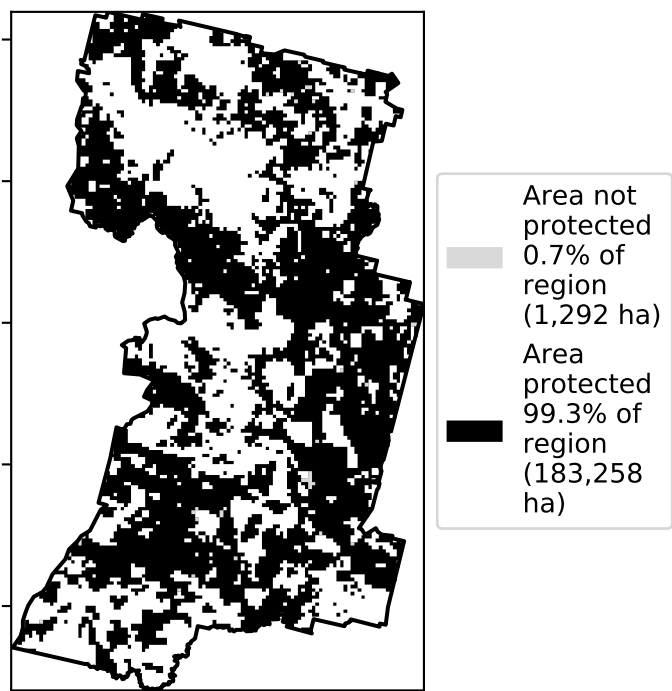 Area not
protected
0.7% of
region
(1,292 ha)
Area
protected
99.3% of
region
(183,258
ha)